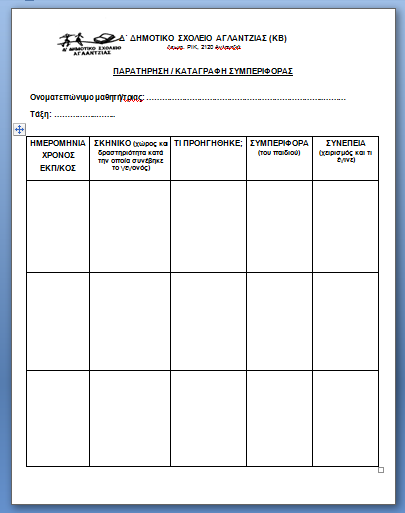 Δ΄ ΔΗΜΟΤΙΚΟ ΣΧΟΛΕΙΟ ΑΓΛΑΝΤΖΙΑΣ (ΚΒ)
Δ΄ ΔΗΜΟΤΙΚΟ ΣΧΟΛΕΙΟ
ΑΓΛΑΝΤΖΙΑΣ
ΡΙΚ, 2120 Αγλαντζιά
ΠΑΡΑΤΗΡΗΣΗ / ΚΑΤΑΓΡΑΦΗ ΣΥΜΠΕΡΙΦΟΡΑΣ
Ονοματεπώνυμο μαθητή/τριας: ...............................................................................
Τάξη: ........................
ΗΜΕΡΟΜΗΝΙΑ
ΧΡΟΝΟΣ
ΕΚΠ/ΚΟΣ
ΣΚΗΝΙΚΟ (χώρος και
δραστηριότητα κατά
την οποία συνέβηκε
το γεγονός)
ΤΙ ΠΡΟΗΓΗΘΗΚΕ;
ΣΥΜΠΕΡΙΦΟΡΑ
(του παιδιού)
ΣΥΝΕΠΕΙΑ
(χειρισμός και τι
έγινε)